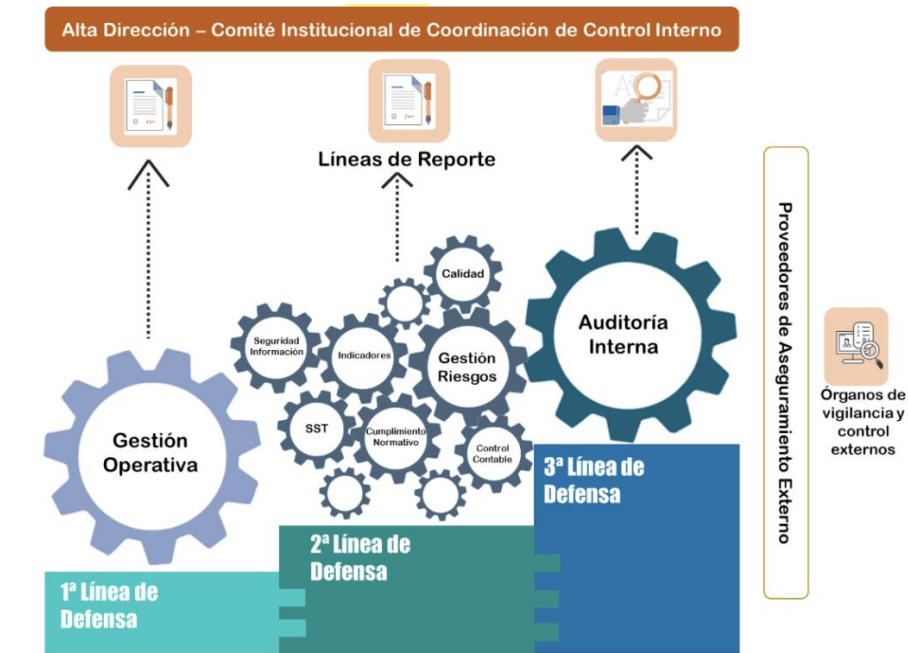 Alta Dirección – Comité Institucional de Coordinación de Control Interno
Líneas de Reporte
Calidad
Seguridad
Información
Indicadores
Gestión
Riesgos
SST
Cumplimiento
Normativo
Control
Contable
Auditoría
Interna
Gestión
Operativa
1ª Línea de
Defensa
2ª Línea de
Defensa
3ª Línea de
Defensa
Proveedores de Aseguramiento Externo
Órganos de
vigilancia y
control
externos